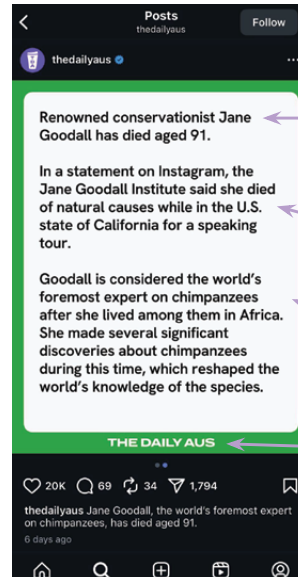 Posts
thedailyaus
Follow
thedailyaus
Renowned conservationist Jane
Goodall has died aged 91.
In a statement on Instagram, the
Jane Goodall Institute said she died
of natural causes while in the U.S.
state of California for a speaking
tour.
Goodall is considered the world's
foremost expert on chimpanzees
after she lived among them in Africa.
She made several significant
discoveries about chimpanzees
during this time, which reshaped the
world's knowledge of the species.
THE DAILY AUS
20K 69 34 1,794
thedailyaus Jane Goodall, the world's foremost expert
on chimpanzees, has died aged 91.
6 days ago